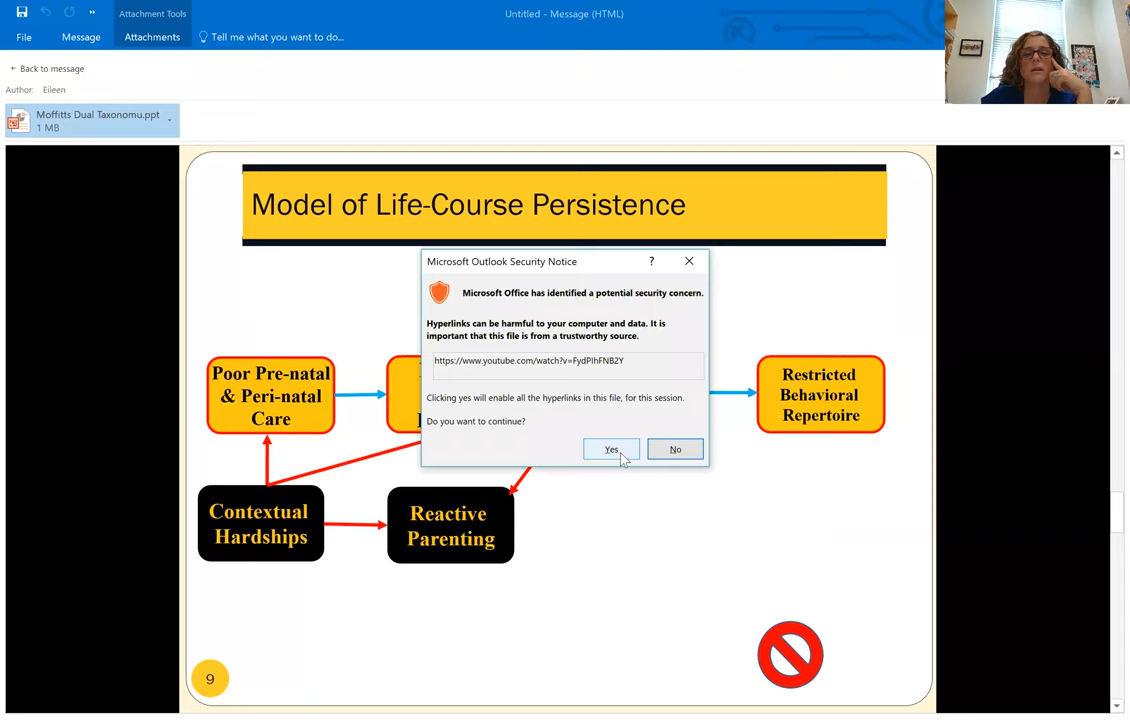 Attachment Tools
Untitled - Message (HTML)
File
Message
Attachments
Tell me what you want to do...
Back to message
Author: Eileen
Moffitts Dual Taxonomu.ppt
1 MB
Model of Life-Course Persistence
Microsoft Outlook Security Notice
?
Microsoft Office has identified a potential security concern.
Hyperlinks can be harmful to your computer and data. It is
important that this file is from a trustworthy source.
https://www.youtube.com/watch?v=FydPIhFNB2Y
Clicking yes will enable all the hyperlinks in this file, for this session.
Do you want to continue?
Yes
No
Poor Pre-natal
& Peri-natal
Care
Restricted
Behavioral
Repertoire
Contextual
Hardships
Reactive
Parenting
9